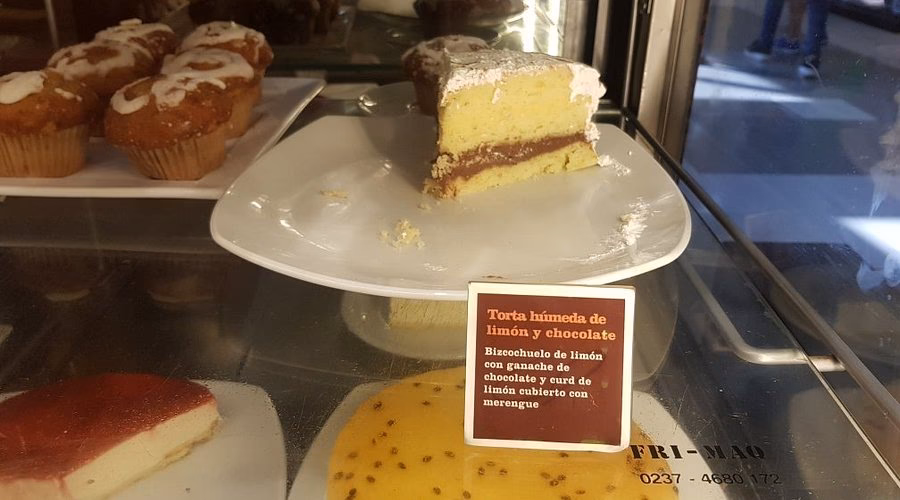 Torta húmeda de
limón y chocolate
Bizcochuelo de limón
con ganache de
chocolate y curd de
limón cubierto con
merengue
FRI-MAQ
0237 - 4680 172